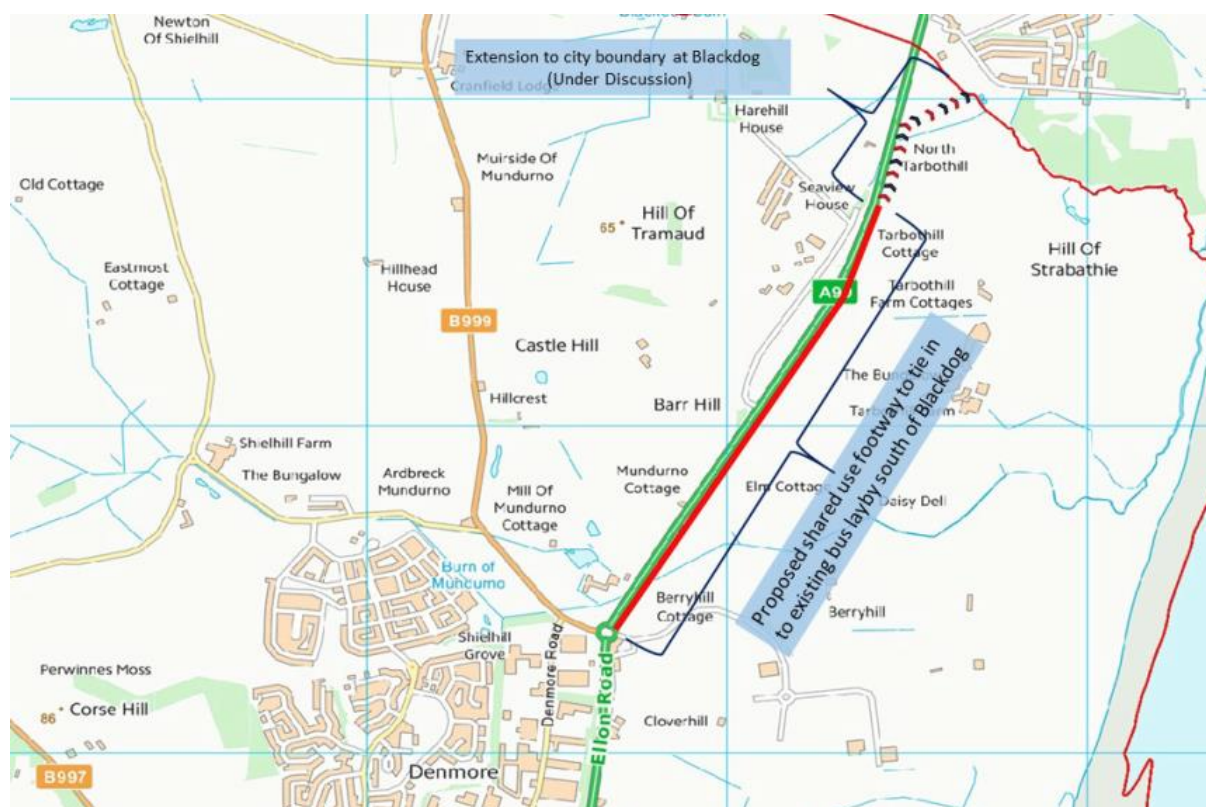 Newton
Of Shielhill
Extension to city boundary at Blackdog
(Under Discussion)
Cranfield Lodge
Harehill
House
Muirside Of
Mundurno
North
Tarbothill
Old Cottage
Seaview
House
65
Hill Of
Tramaud
Tarbothill
Cottage
Hill Of
Strabathie
Eastmost
Cottage
Hillhead
House
A90
Tarbothill
Farm Cottages
B999
Castle Hill
Proposed shared use footway to tie in
to existing bus layby south of Blackdog
Hillcrest
Barr Hill
Shielhill Farm
The Bungalow
Ardbreck
Mundurno
Mill Of
Mundurno
Cottage
Mundurno
Cottage
Elm Cottage
Daisy Dell
Burn of
Mundurno
Berryhill
Cottage
Berryhill
Shielhill
Grove
Denmore Road
Perwinnes Moss
86
Corse Hill
Ellon Road
Cloverhill
B997
Denmore